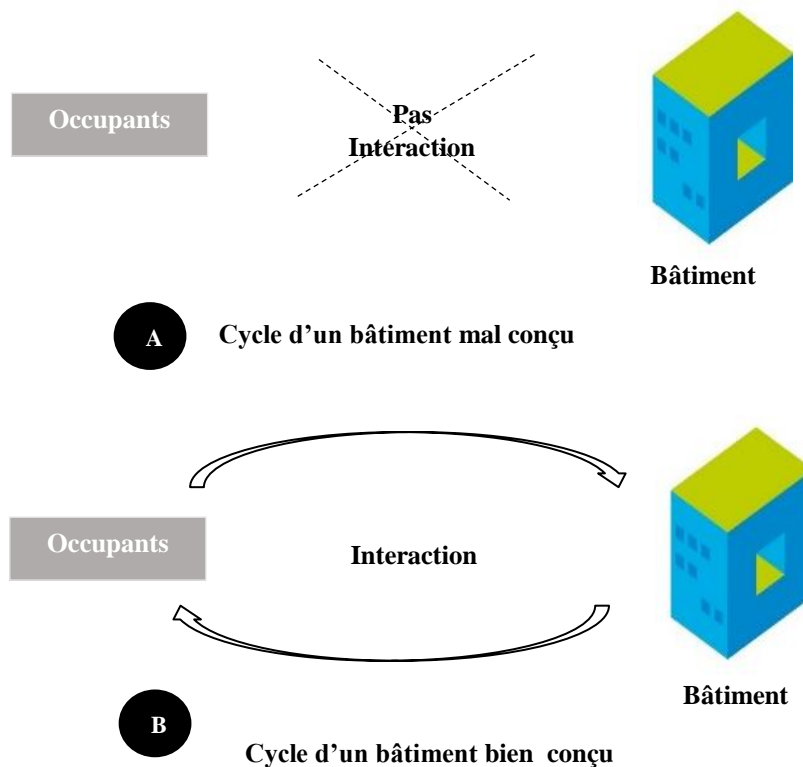 Occupants
Pas
Interaction
Bâtiment
A
Cycle d’un bâtiment mal conçu
Occupants
Interaction
Bâtiment
B
Cycle d’un bâtiment bien  conçu